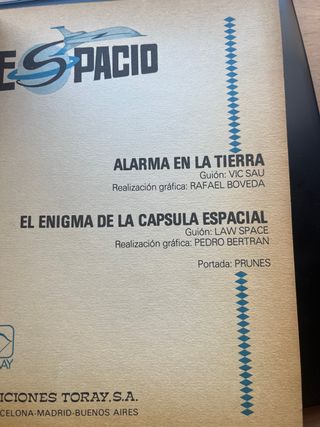 ESPACIO
ALARMA EN LA TIERRA
Guión: VIC SAU
Realización gráfica: RAFAEL BOVEDA
EL ENIGMA DE LA CAPSULA ESPACIAL
Guión: LAW SPACE
Realización gráfica: PEDRO BERTRAN
Portada: PRUNES
AY
ICIONES TORAY, S.A.
CELONA-MADRID-BUENOS AIRES